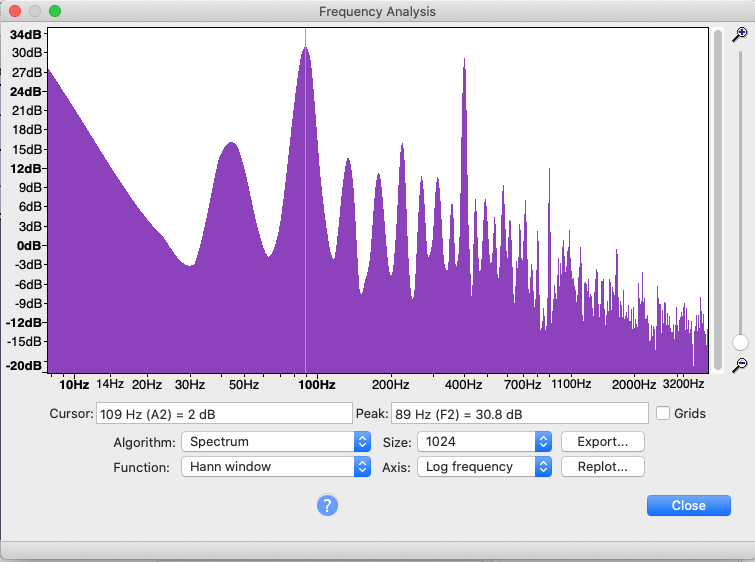 Frequency Analysis
34dB
30dB
27dB
24dB
21dB
18dB
15dB
12dB
9dB
6dB
3dB
0dB
-3dB
-6dB
-9dB
-12dB
-15dB
-20dB
10Hz 14Hz 20Hz 30Hz 50Hz 100Hz 200Hz 400Hz 700Hz 1100Hz 2000Hz 3200Hz
Cursor: 109 Hz (A2) = 2 dB Peak: 89 Hz (F2) = 30.8 dB Grids
Algorithm: Spectrum Size: 1024 Export...
Function: Hann window Axis: Log frequency Replot...
? Close